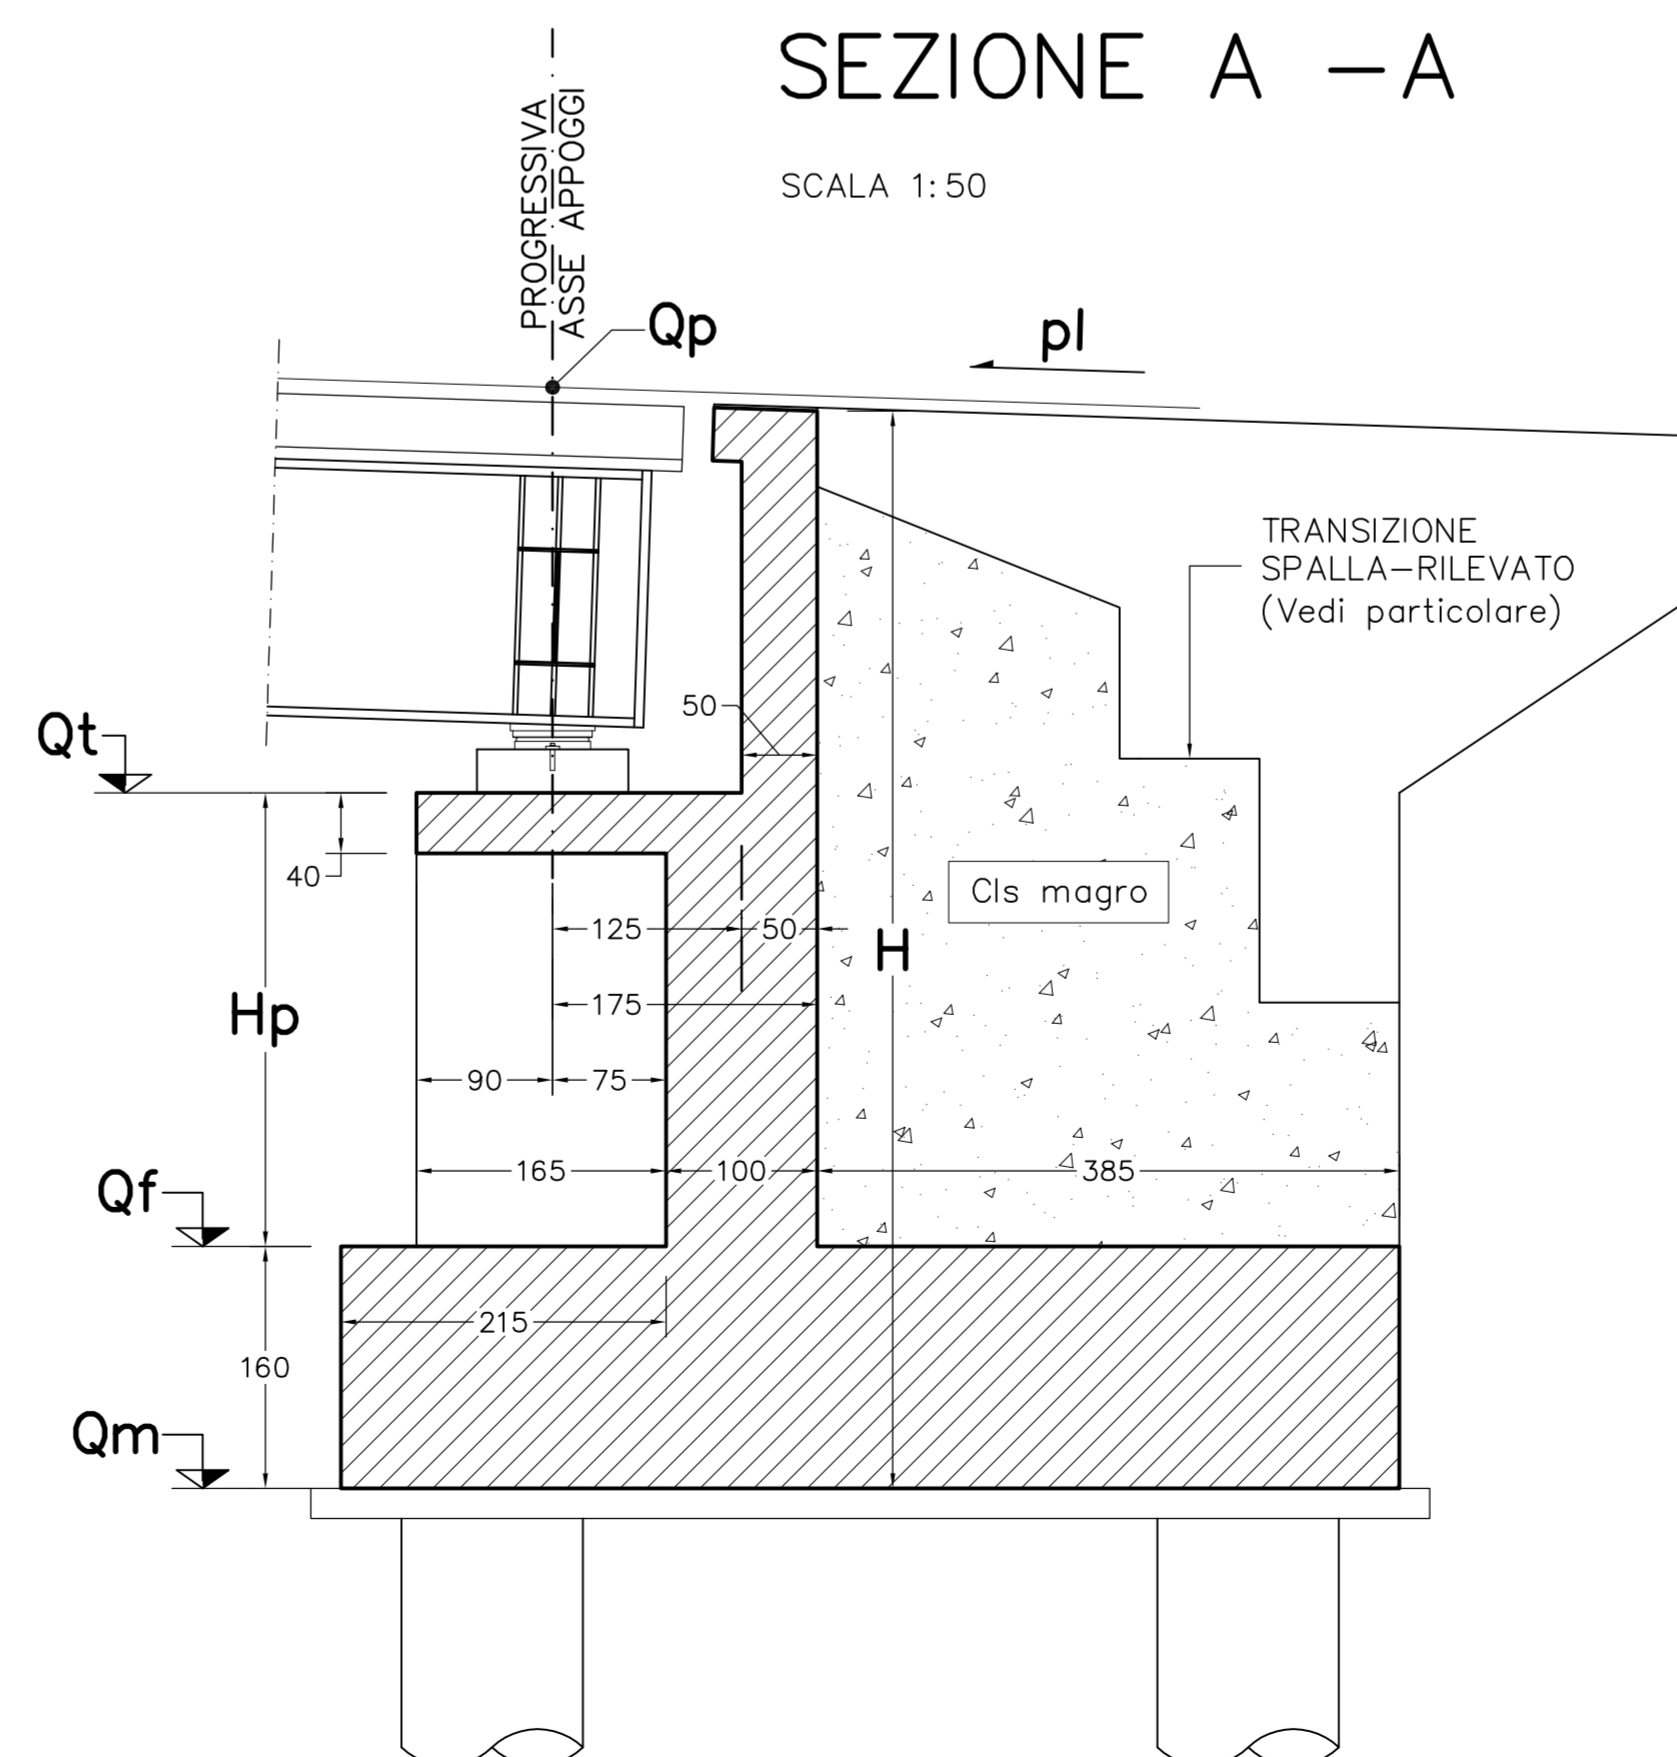 SEZIONE A –A
SCALA 1:50
PROGRESSIVA
ASSE APPOGGI
Qp
pl
TRANSIZIONE
SPALLA–RILEVATO
(Vedi particolare)
50
Qt
40
Cls magro
125
50
H
175
Hp
90
75
165
100
385
Qf
215
160
Qm